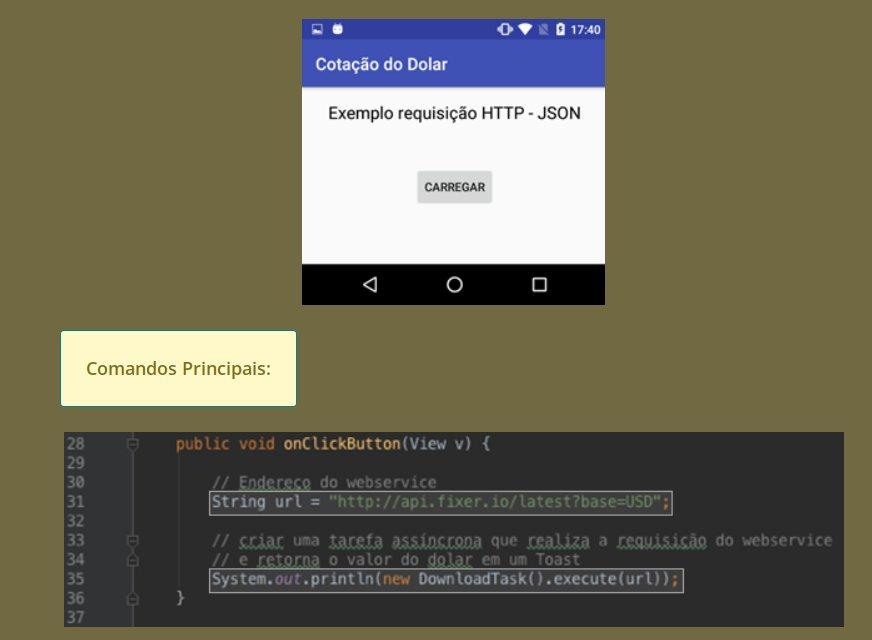 17:40
Cotação do Dolar
Exemplo requisição HTTP - JSON
CARREGAR
Comandos Principais:
28 public void onClickButton(View v) {
29
30 // Endereço do webservice
31 String url = "http://api.fixer.io/latest?base=USD";
32
33 // criar uma tarefa assíncrona que realiza a requisição do webservice
34 // e retorna o valor do dolar em um Toast
35 System.out.println(new DownloadTask().execute(url));
36 }
37